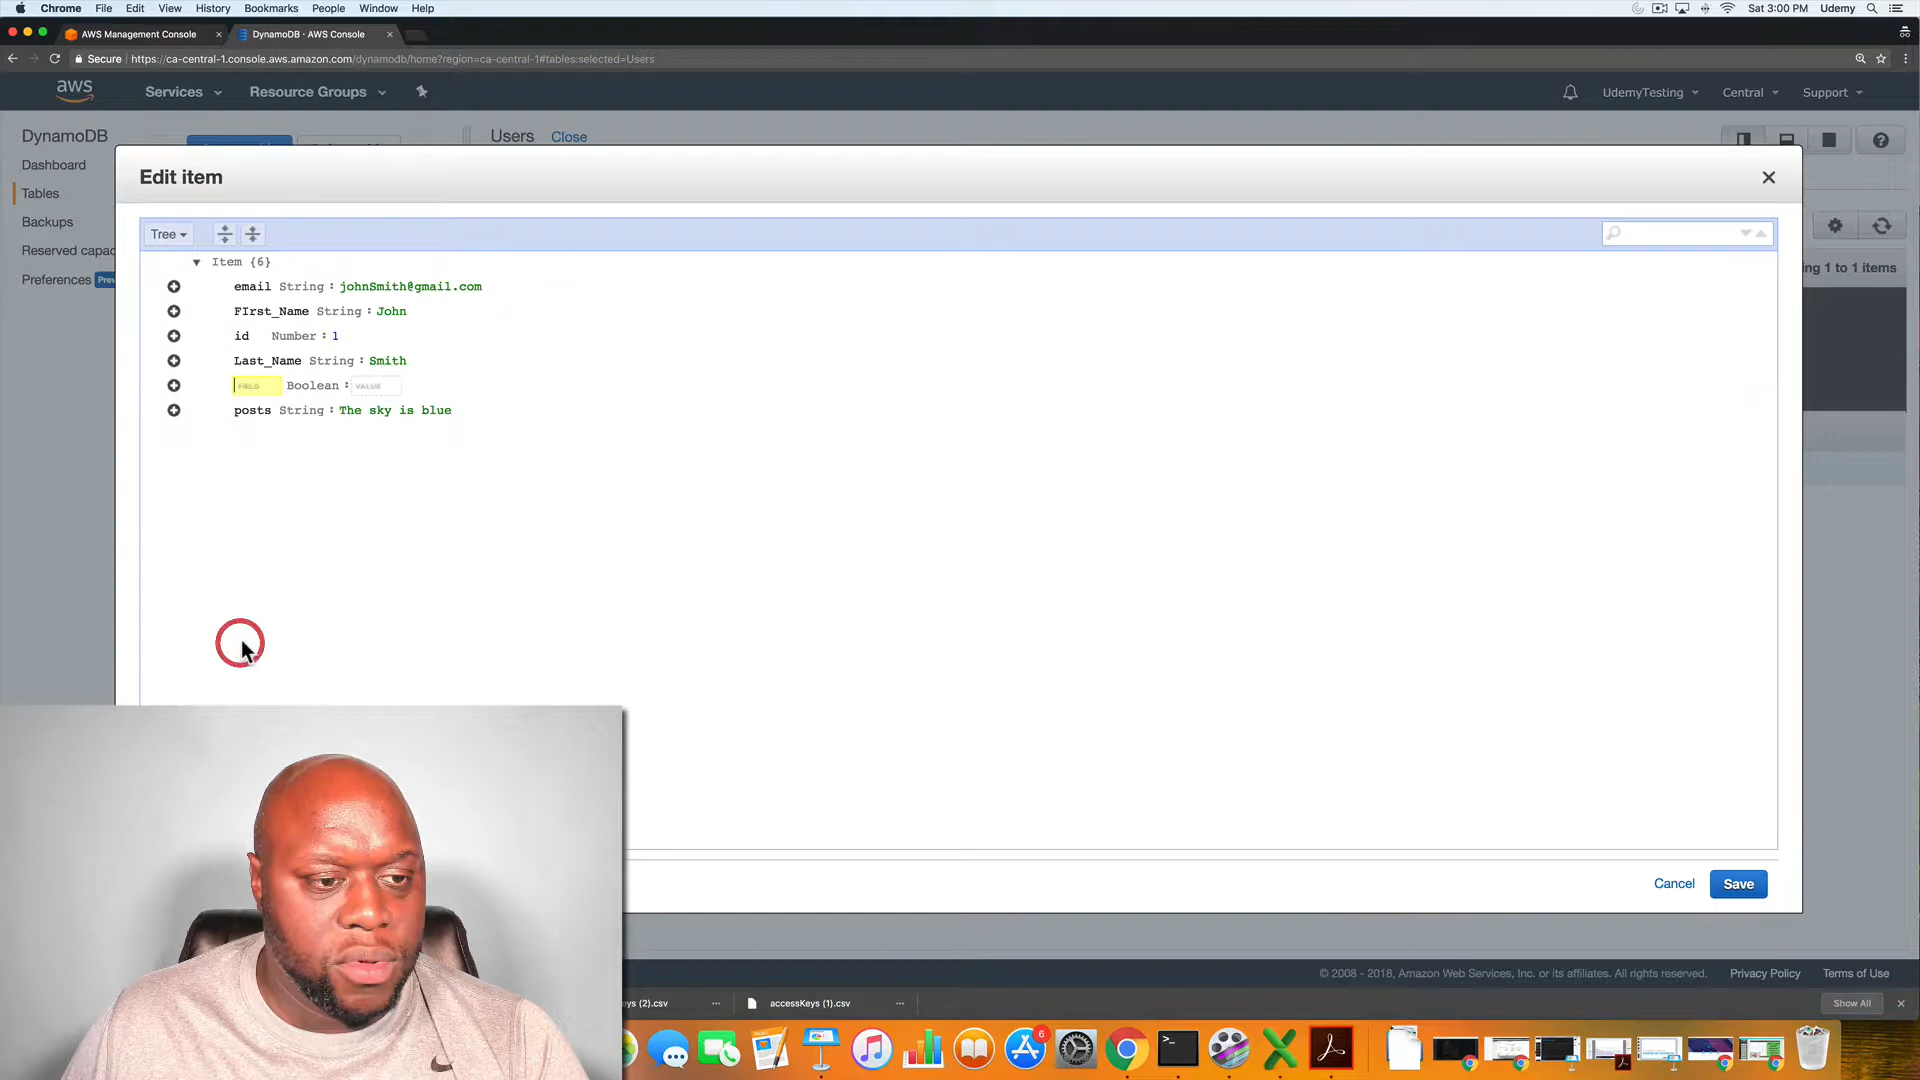 Chrome File Edit View History Bookmarks People Window Help Sat 3:00 PM Udemy
AWS Management Console × DynamoDB · AWS Console ×
Secure https://ca-central-1.console.aws.amazon.com/dynamodb/home?region=ca-central-1#tables:selected=Users
aws Services Resource Groups UdemyTesting Central Support
DynamoDB Users Close
Dashboard
Tables
Backups
Reserved capac
Preferences Prev
ng 1 to 1 items
Edit item ×
Tree
Item {6}
email String : johnSmith@gmail.com
FIrst_Name String : John
id Number : 1
Last_Name String : Smith
FIELD Boolean : VALUE
posts String : The sky is blue
Cancel Save
© 2008 - 2018, Amazon Web Services, Inc. or its affiliates. All rights reserved. Privacy Policy Terms of Use
ys (2).csv accessKeys (1).csv Show All
6